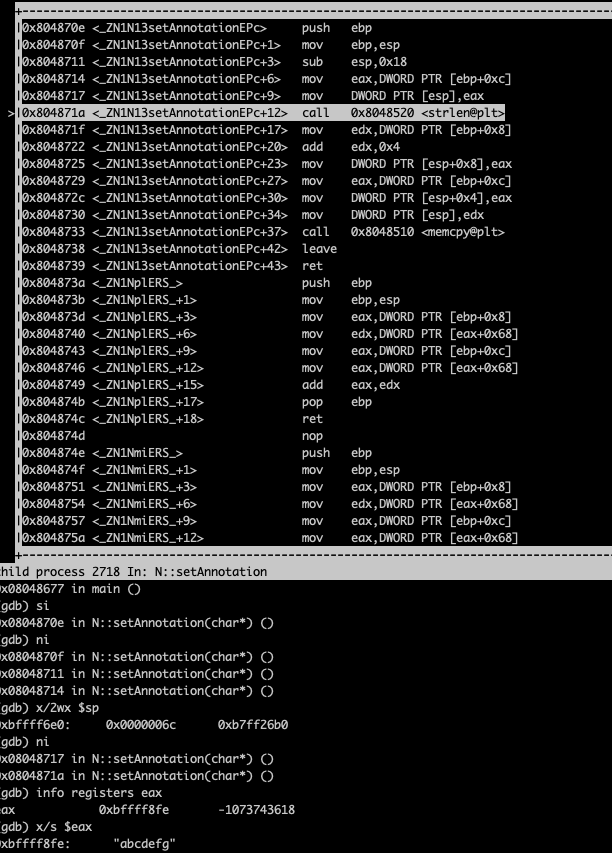 0x804870e <_ZN1N13setAnnotationEPc> push ebp
0x804870f <_ZN1N13setAnnotationEPc+1> mov ebp,esp
0x8048711 <_ZN1N13setAnnotationEPc+3> sub esp,0x18
0x8048714 <_ZN1N13setAnnotationEPc+6> mov eax,DWORD PTR [ebp+0xc]
0x8048717 <_ZN1N13setAnnotationEPc+9> mov DWORD PTR [esp],eax
>0x804871a <_ZN1N13setAnnotationEPc+12> call 0x8048520 <strlen@plt>
0x804871f <_ZN1N13setAnnotationEPc+17> mov edx,DWORD PTR [ebp+0x8]
0x8048722 <_ZN1N13setAnnotationEPc+20> add edx,0x4
0x8048725 <_ZN1N13setAnnotationEPc+23> mov DWORD PTR [esp+0x8],eax
0x8048729 <_ZN1N13setAnnotationEPc+27> mov eax,DWORD PTR [ebp+0xc]
0x804872c <_ZN1N13setAnnotationEPc+30> mov DWORD PTR [esp+0x4],eax
0x8048730 <_ZN1N13setAnnotationEPc+34> mov DWORD PTR [esp],edx
0x8048733 <_ZN1N13setAnnotationEPc+37> call 0x8048510 <memcpy@plt>
0x8048738 <_ZN1N13setAnnotationEPc+42> leave
0x8048739 <_ZN1N13setAnnotationEPc+43> ret
0x804873a <_ZN1NplERS_> push ebp
0x804873b <_ZN1NplERS_+1> mov ebp,esp
0x804873d <_ZN1NplERS_+3> mov eax,DWORD PTR [ebp+0x8]
0x8048740 <_ZN1NplERS_+6> mov edx,DWORD PTR [eax+0x68]
0x8048743 <_ZN1NplERS_+9> mov eax,DWORD PTR [ebp+0xc]
0x8048746 <_ZN1NplERS_+12> mov eax,DWORD PTR [eax+0x68]
0x8048749 <_ZN1NplERS_+15> add eax,edx
0x804874b <_ZN1NplERS_+17> pop ebp
0x804874c <_ZN1NplERS_+18> ret
0x804874d nop
0x804874e <_ZN1NmiERS_> push ebp
0x804874f <_ZN1NmiERS_+1> mov ebp,esp
0x8048751 <_ZN1NmiERS_+3> mov eax,DWORD PTR [ebp+0x8]
0x8048754 <_ZN1NmiERS_+6> mov edx,DWORD PTR [eax+0x68]
0x8048757 <_ZN1NmiERS_+9> mov eax,DWORD PTR [ebp+0xc]
0x804875a <_ZN1NmiERS_+12> mov eax,DWORD PTR [eax+0x68]
child process 2718 In: N::setAnnotation
0x08048677 in main ()
(gdb) si
0x0804870e in N::setAnnotation(char*) ()
(gdb) ni
0x0804870f in N::setAnnotation(char*) ()
0x08048711 in N::setAnnotation(char*) ()
0x08048714 in N::setAnnotation(char*) ()
(gdb) x/2wx $sp
0xbffff6e0: 0x0000006c 0xb7ff26b0
(gdb) ni
0x08048717 in N::setAnnotation(char*) ()
0x0804871a in N::setAnnotation(char*) ()
(gdb) info registers eax
eax 0xbffff8fe -1073743618
(gdb) x/s $eax
0xbffff8fe: "abcdefg"